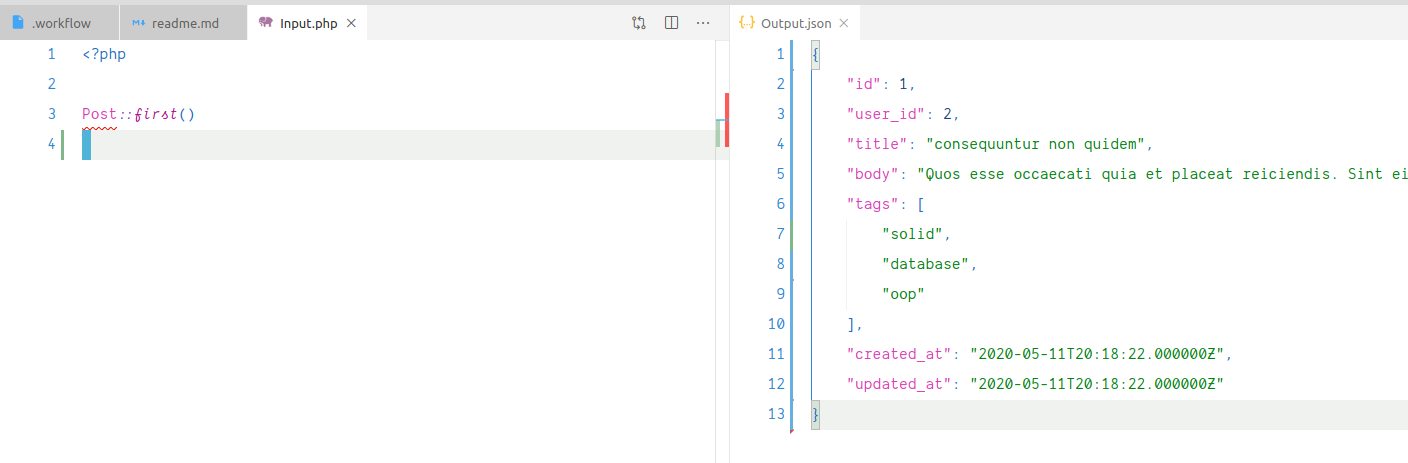 .workflow
readme.md
Input.php
1 <?php
2
3 Post::first()
4
Output.json
1 {
2 "id": 1,
3 "user_id": 2,
4 "title": "consequuntur non quidem",
5 "body": "Quos esse occaecati quia et placeat reiciendis. Sint ei
6 "tags": [
7 "solid",
8 "database",
9 "oop"
10 ],
11 "created_at": "2020-05-11T20:18:22.000000Z",
12 "updated_at": "2020-05-11T20:18:22.000000Z"
13 }